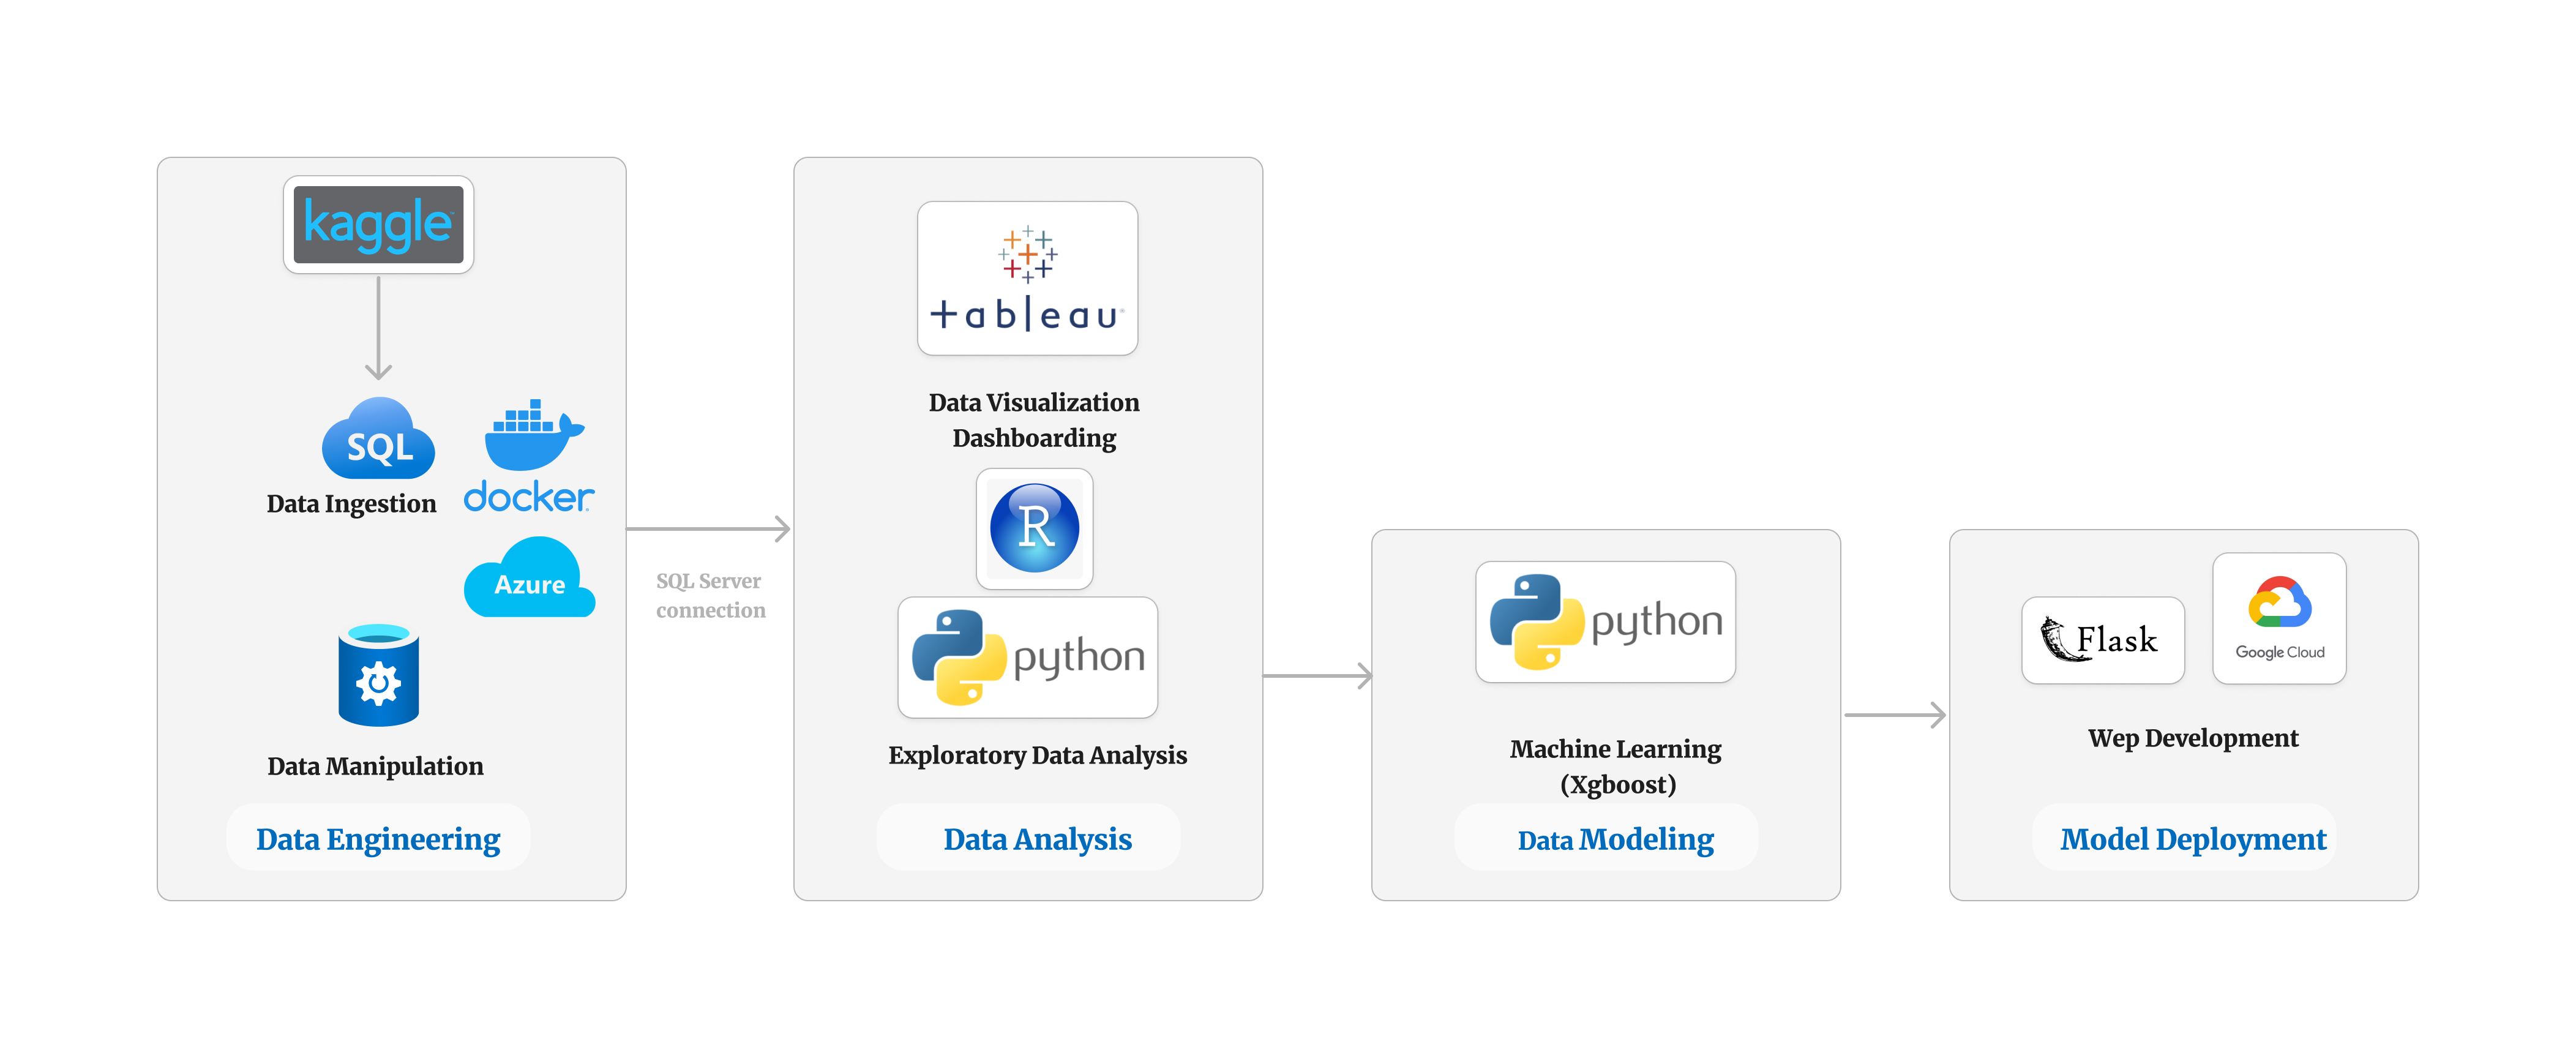 kaggle
SQL
Data Ingestion
docker
Azure
Data Manipulation
Data Engineering
SQL Server
connection
+ableau
Data Visualization
Dashboarding
R
python
Exploratory Data Analysis
Data Analysis
python
Machine Learning
(Xgboost)
Data Modeling
Flask
Google Cloud
Wep Development
Model Deployment